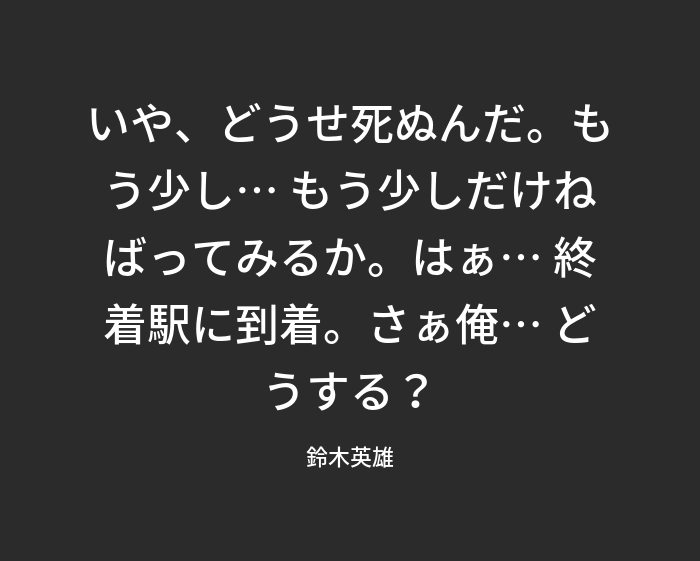 いや、どうせ死ぬんだ。も
う少し… もう少しだけね
ばってみるか。はぁ… 終
着駅に到着。さぁ俺… ど
うする？
鈴木英雄